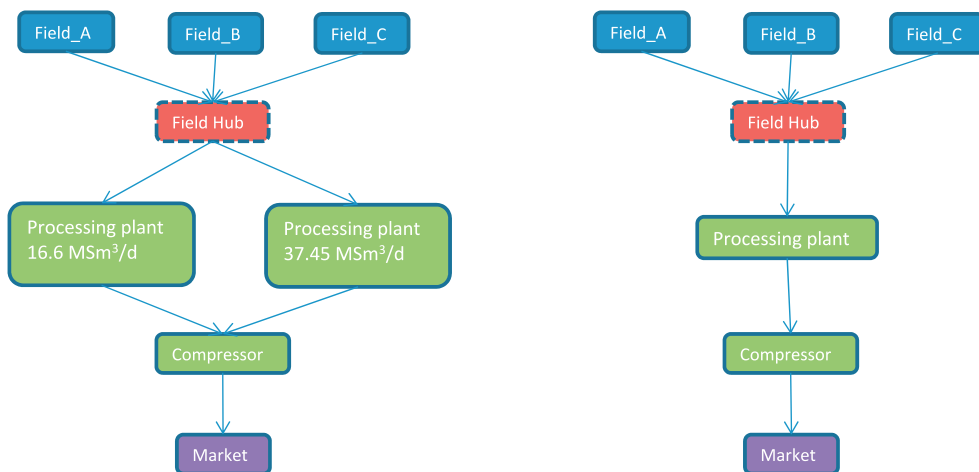 Field_A
Field_B
Field_C
Field Hub
Processing plant
16.6 MSm³/d
Processing plant
37.45 MSm³/d
Compressor
Market
Field_A
Field_B
Field_C
Field Hub
Processing plant
Compressor
Market